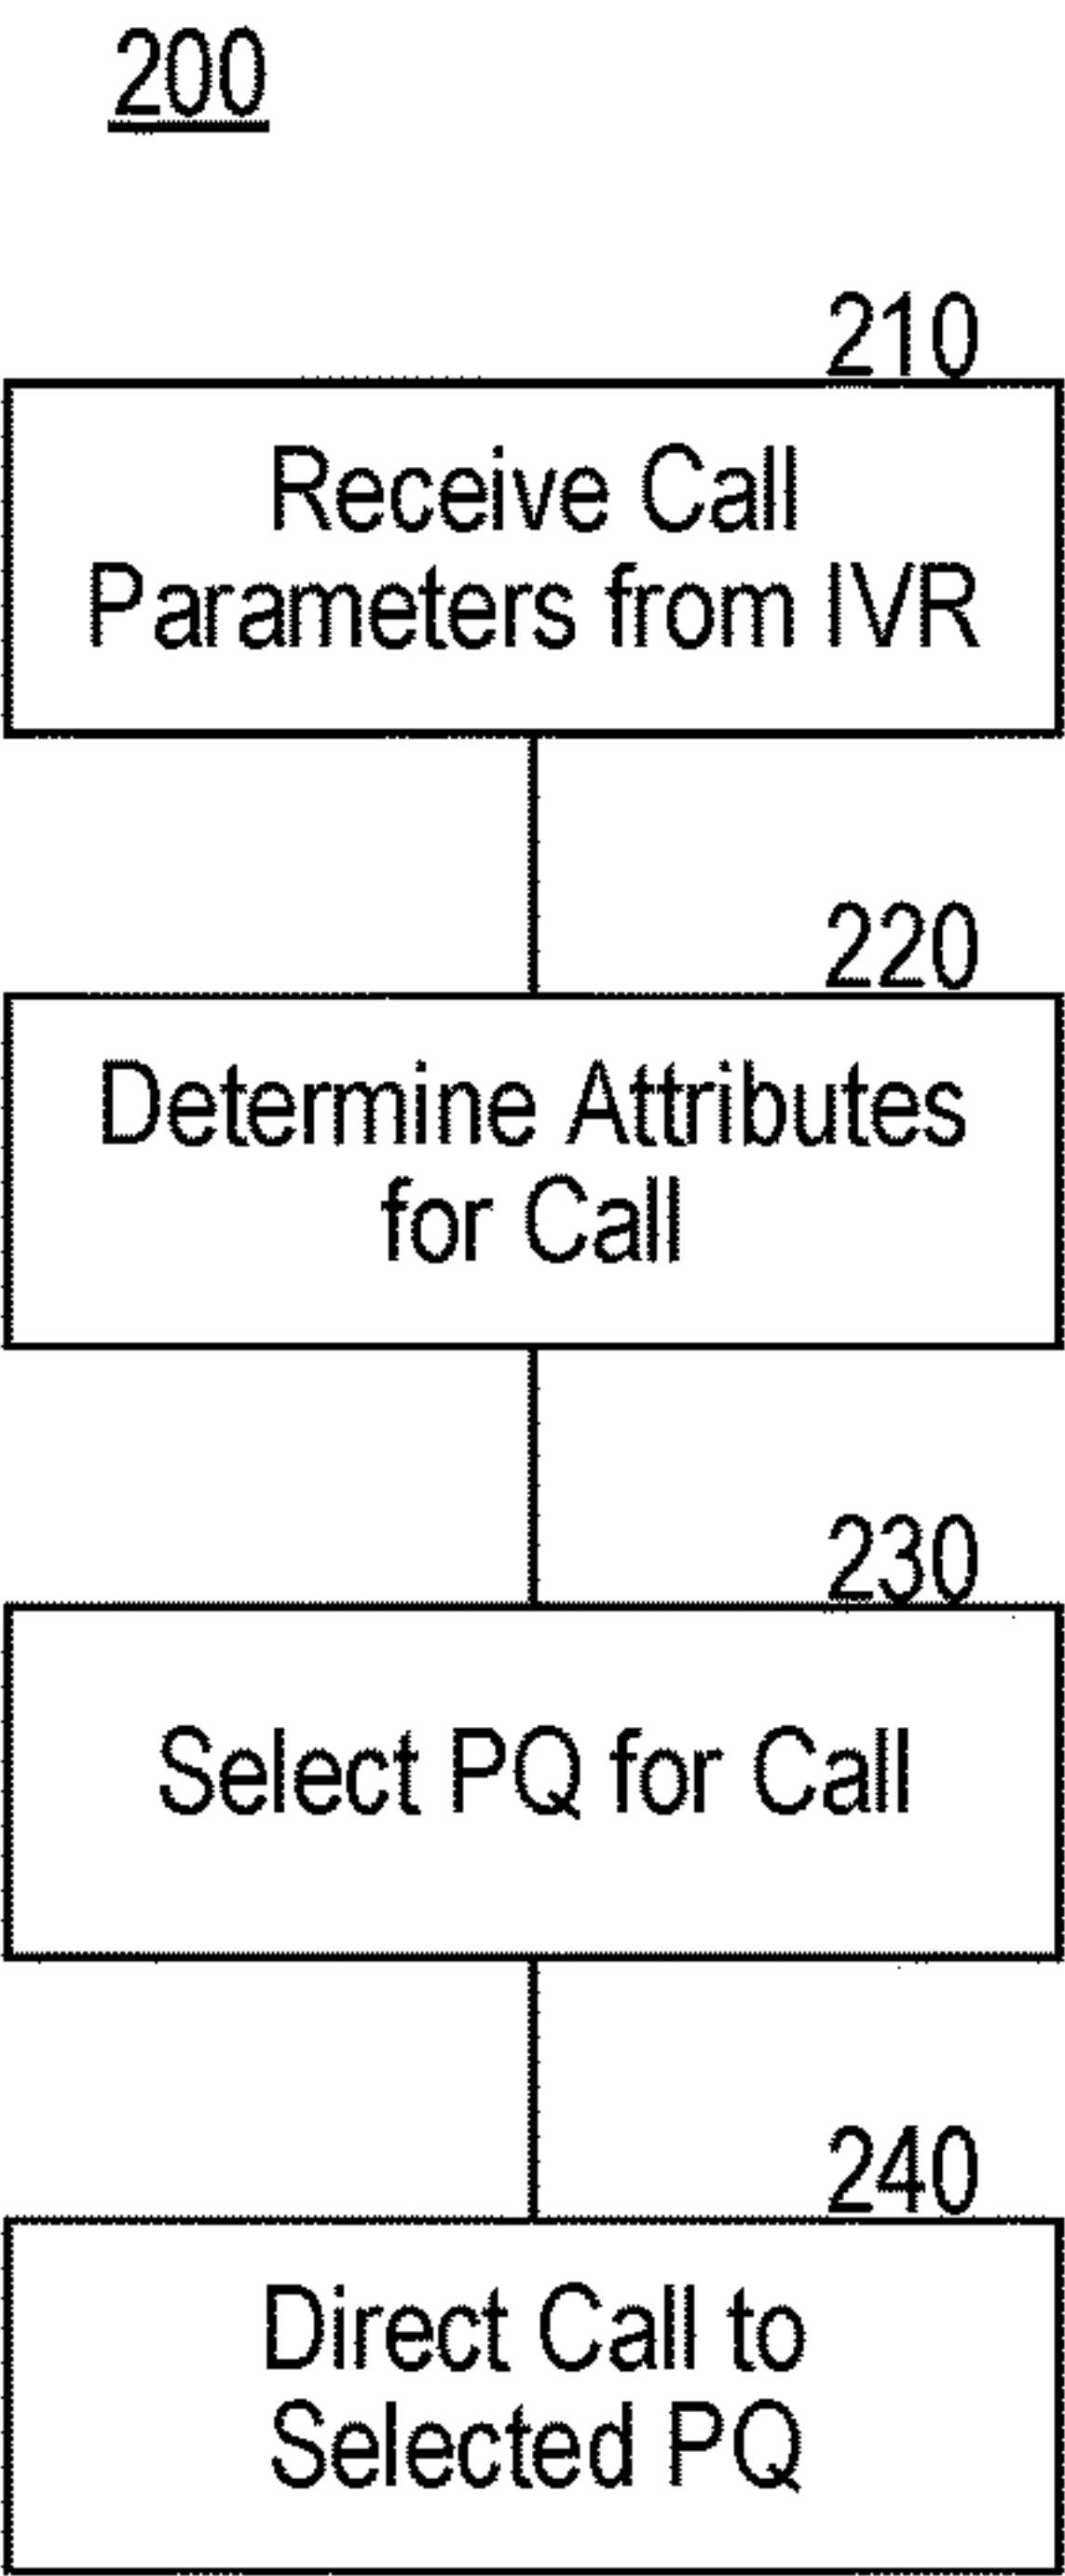 200
210
Receive Call
Parameters from IVR
220
Determine Attributes
for Call
230
Select PQ for Call
240
Direct Call to
Selected PQ